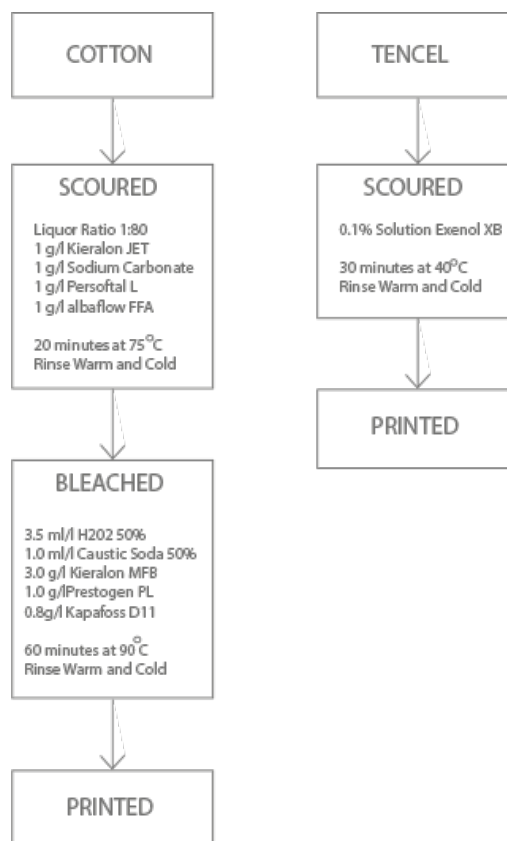 COTTON
SCOURED
Liquor Ratio 1:80
1 g/l Kieralon JET
1 g/l Sodium Carbonate
1 g/l Persoftal L
1 g/l albaflow FFA
20 minutes at 75°C
Rinse Warm and Cold
BLEACHED
3.5 ml/l H202 50%
1.0 ml/l Caustic Soda 50%
3.0 g/l Kieralon MFB
1.0 g/lPrestogen PL
0.8g/l Kapafoss D11
60 minutes at 90°C
Rinse Warm and Cold
PRINTED
TENCEL
SCOURED
0.1% Solution Exenol XB
30 minutes at 40°C
Rinse Warm and Cold
PRINTED